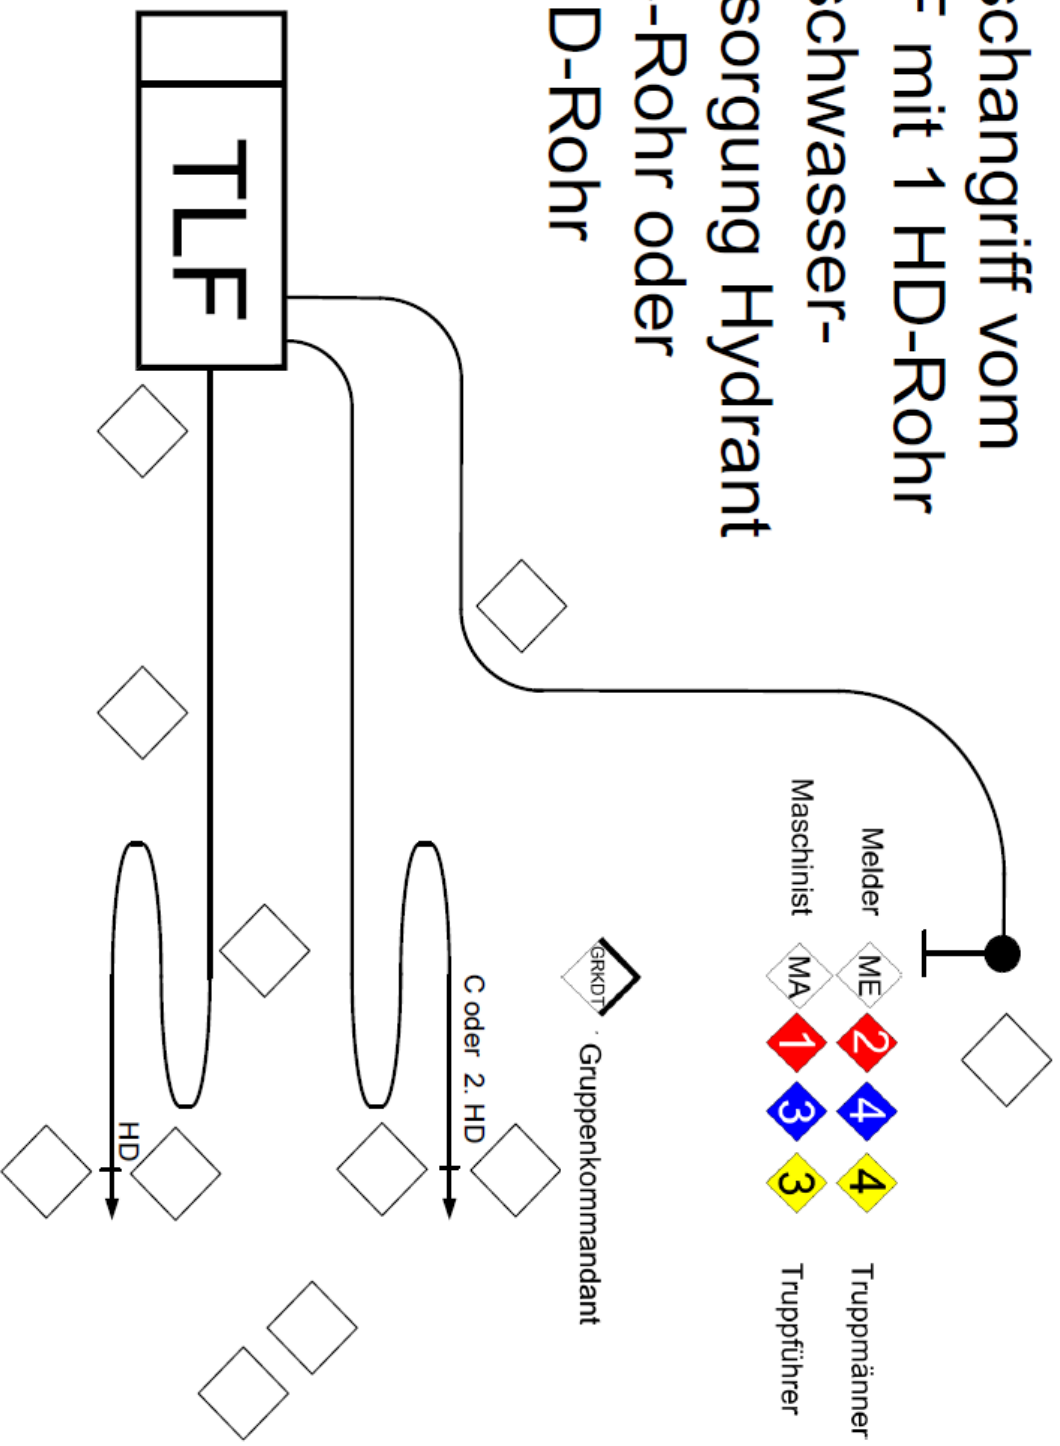 schangriff vom
F mit 1 HD-Rohr
schwasser-
sorgung Hydrant
-Rohr oder
D-Rohr
Melder ME 2 4 4 Truppmänner
Maschinist MA 1 3 3 Truppführer
GRKDT Gruppenkommandant
C oder 2. HD
TLF
HD